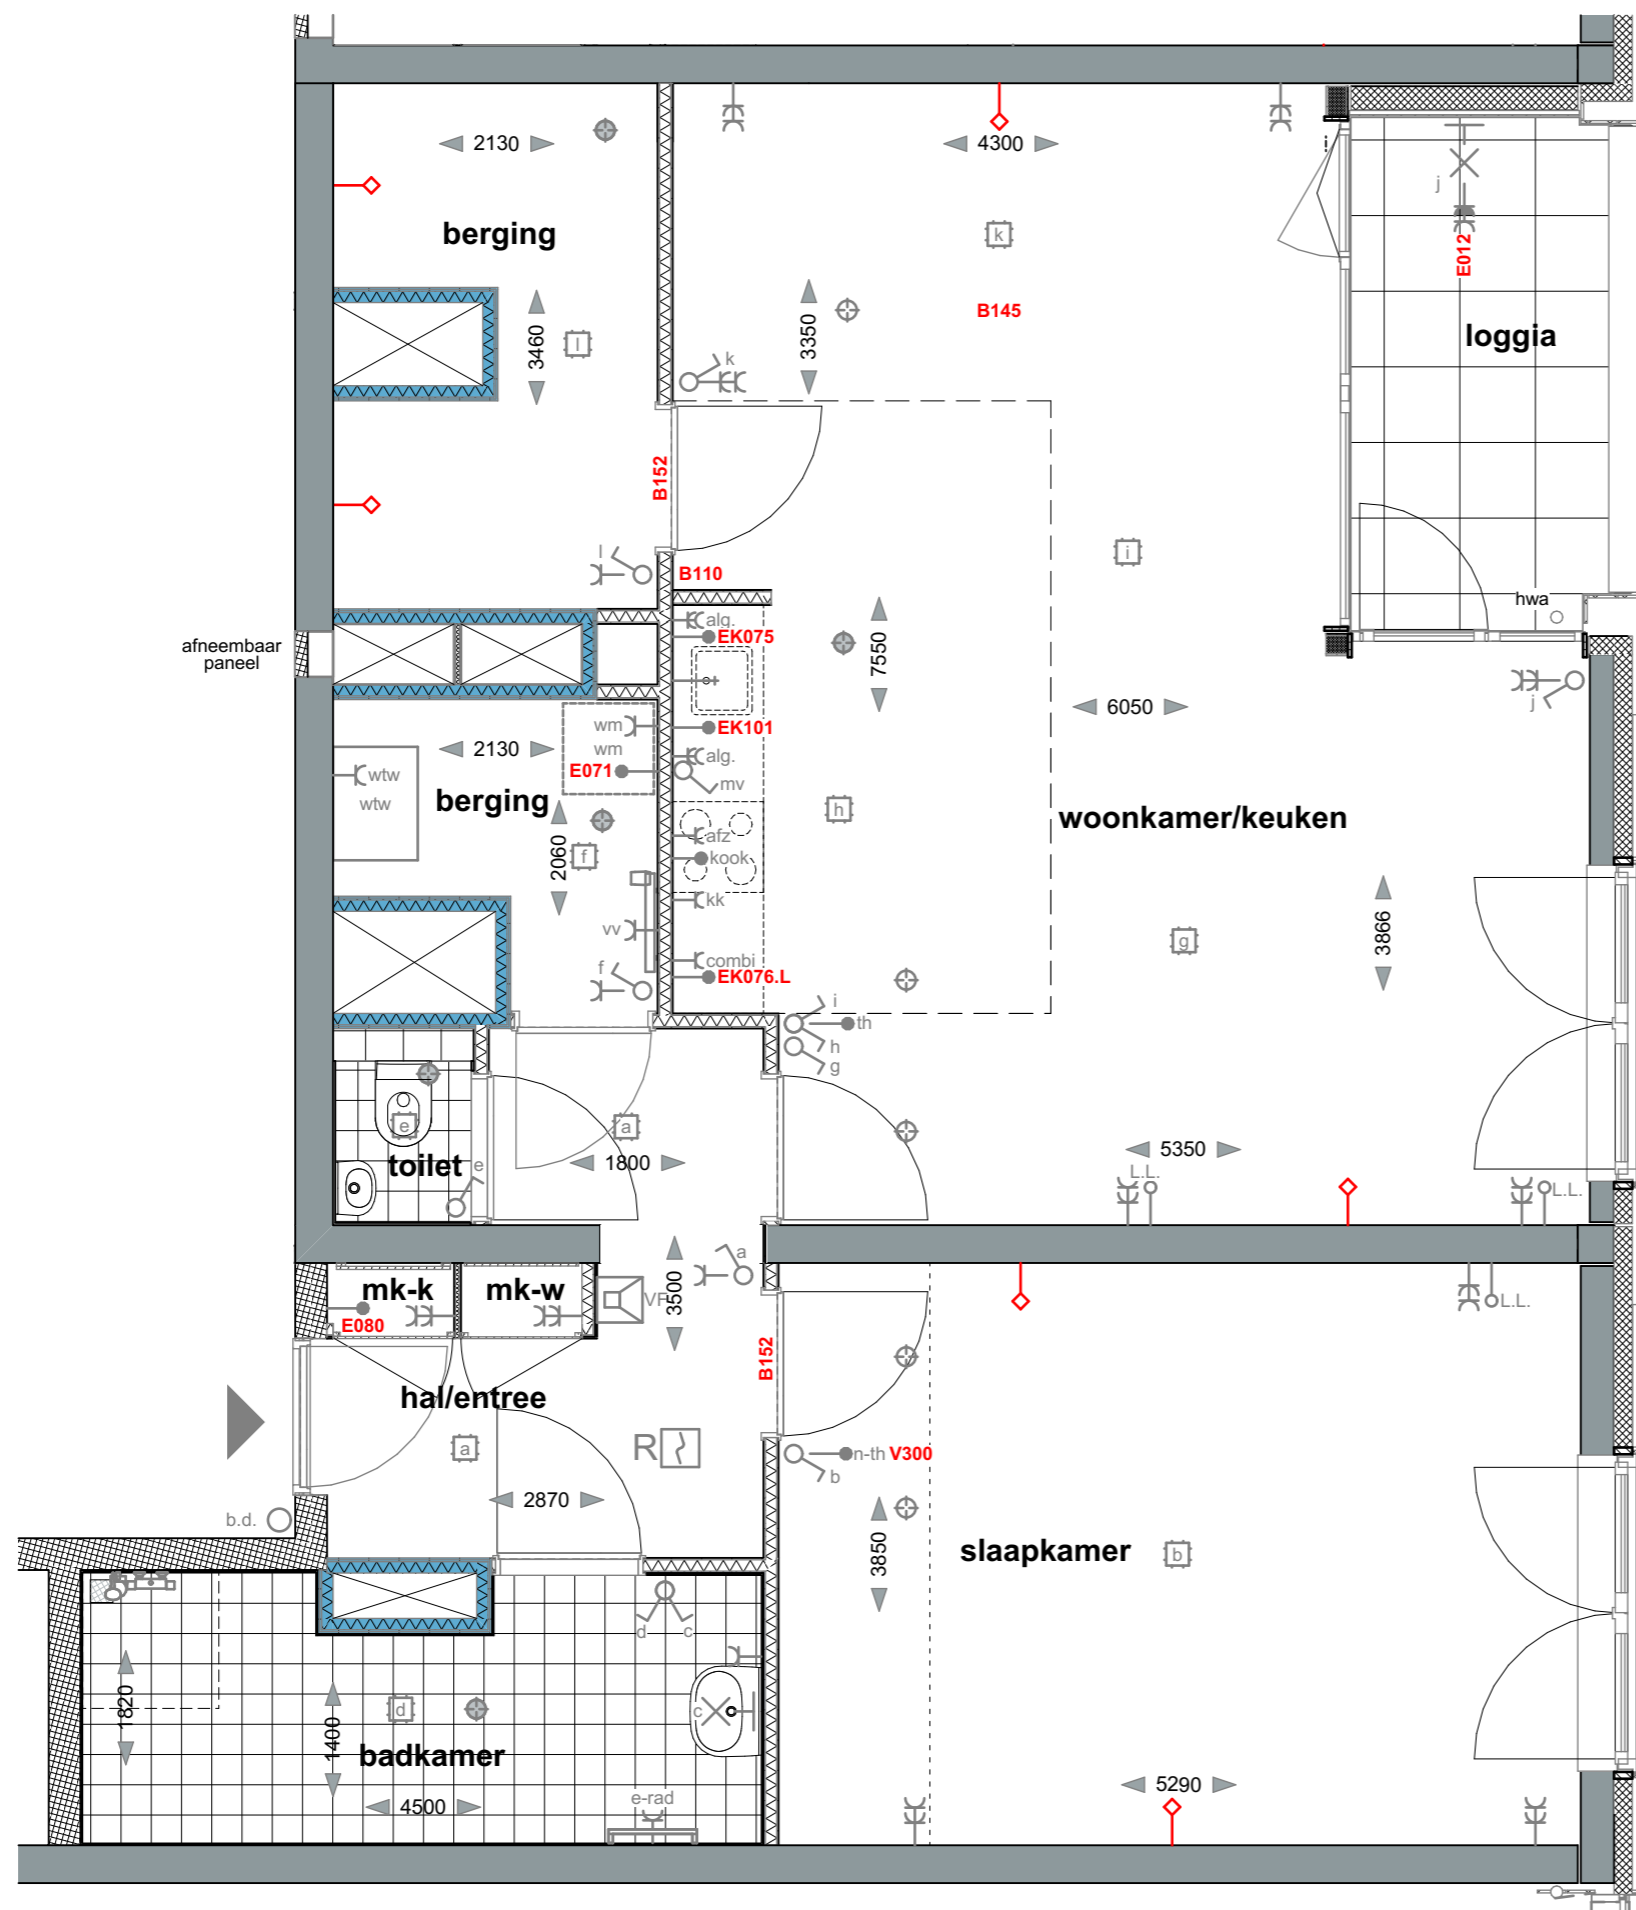 2130
4300
j
berging
k
E012
B145
loggia
3460
l
3350
k
B152
i
l
B110
hwa
alg.
afneembaar
paneel
EK075
7550
j
6050
wm
EK101
2130
wm
alg.
wtw
E071
mv
wtw
berging
h
woonkamer/keuken
afz
2060
f
kook
kk
3866
vv
g
combi
f
EK076.L
i
th
h
g
e
a
toilet
e
1800
5350
L.L.
L.L.
a
mk-k
mk-w
VF
3500
L.L.
E080
B152
hal/entree
a
R
n-th V300
b
2870
b.d.
3850
slaapkamer
b
d
c
1820
1400
d
c
badkamer
4500
5290
e-rad